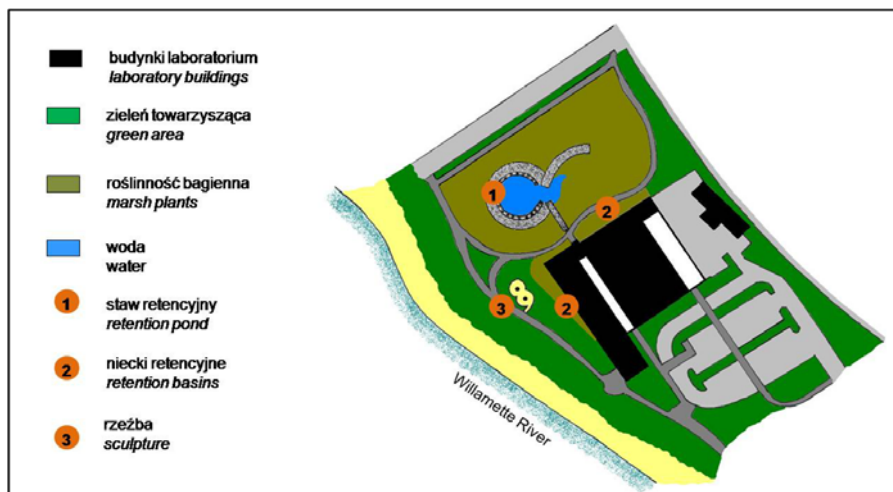 budynki laboratorium
laboratory buildings
zieleń towarzysząca
green area
roślinność bagienna
marsh plants
woda
water
1
staw retencyjny
retention pond
2
niecki retencyjne
retention basins
3
rzeźba
sculpture
1
2
3
2
Willamette River